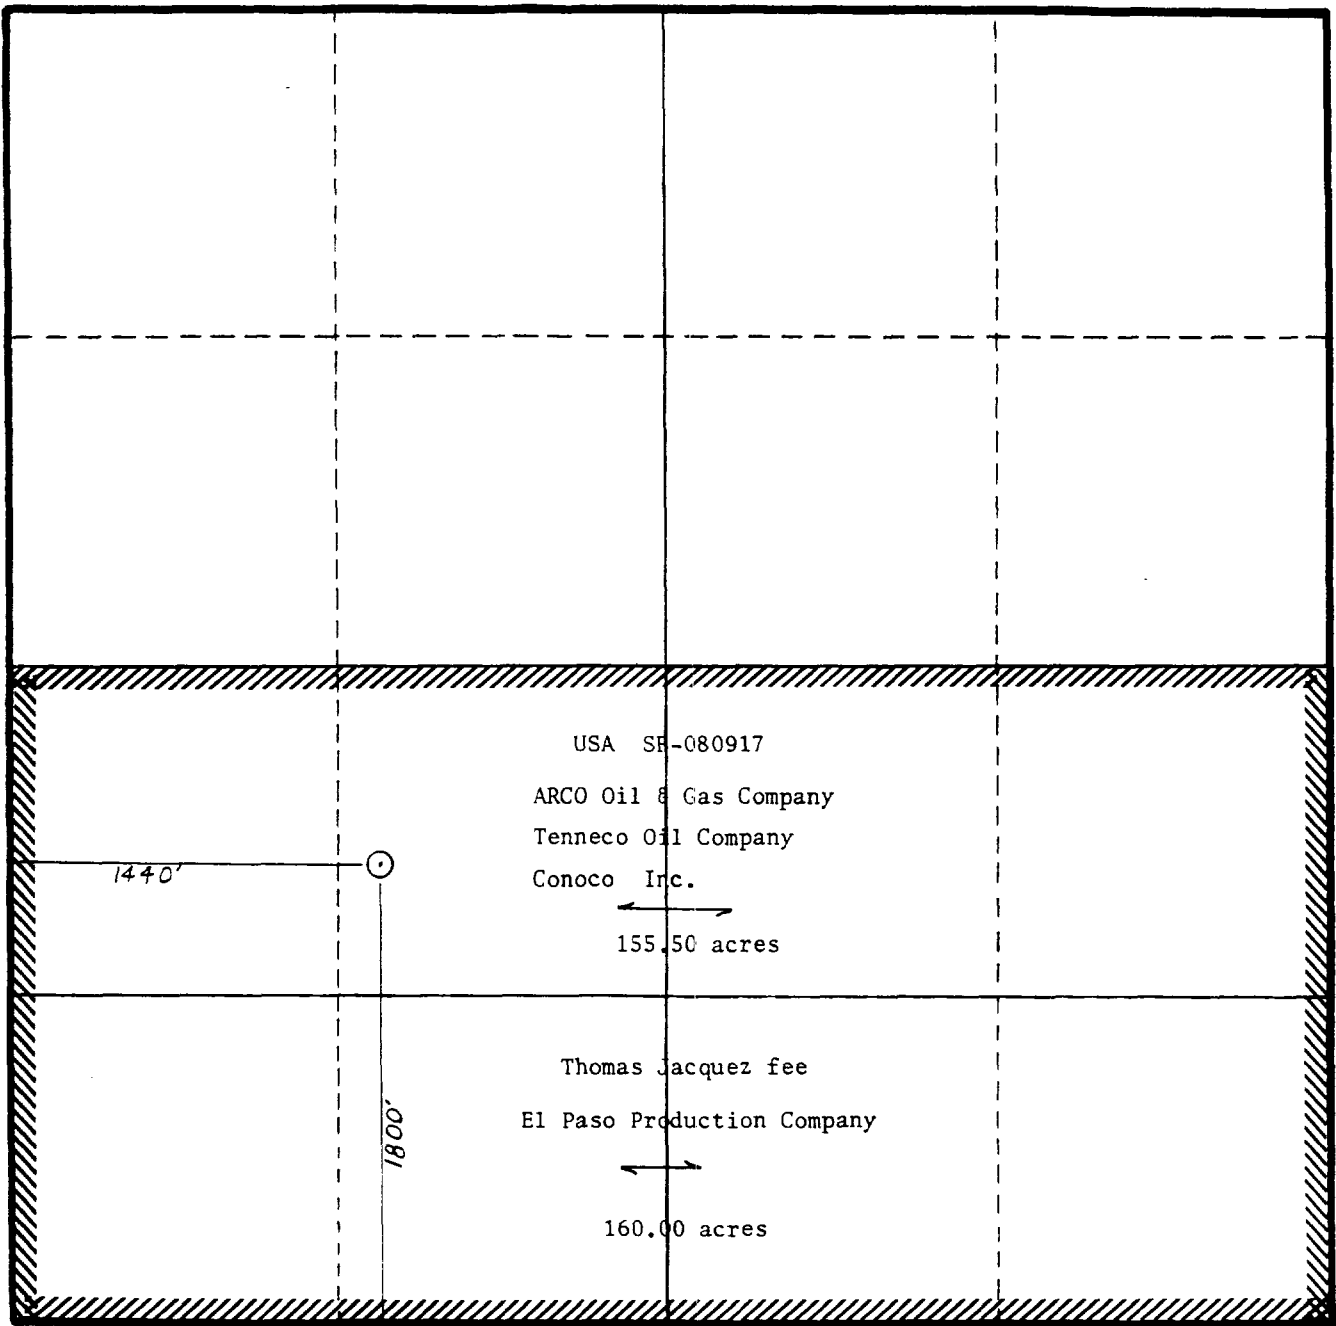 USA SF-080917
ARCO Oil & Gas Company
Tenneco Oil Company
Conoco Inc.
155.50 acres
1440'
Thomas Jacquez fee
El Paso Production Company
160.00 acres
1800'